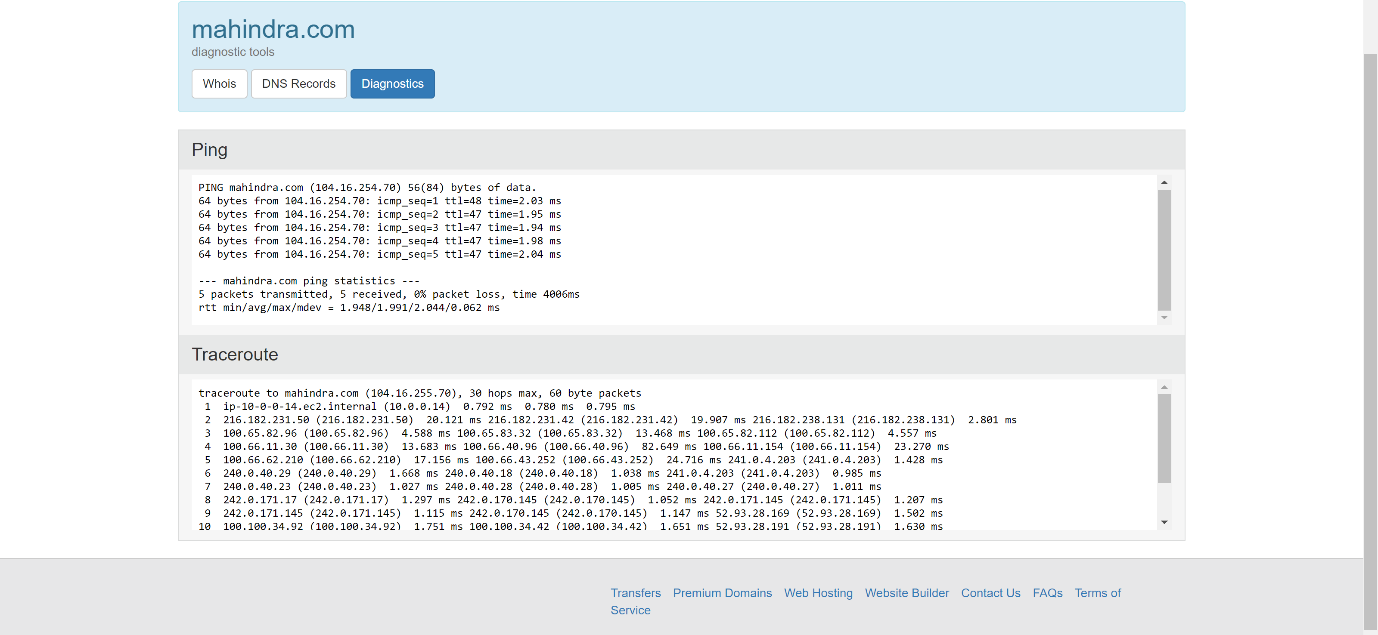 mahindra.com
diagnostic tools
Whois DNS Records Diagnostics
Ping
PING mahindra.com (104.16.254.70) 56(84) bytes of data.
64 bytes from 104.16.254.70: icmp_seq=1 ttl=48 time=2.03 ms
64 bytes from 104.16.254.70: icmp_seq=2 ttl=47 time=1.95 ms
64 bytes from 104.16.254.70: icmp_seq=3 ttl=47 time=1.94 ms
64 bytes from 104.16.254.70: icmp_seq=4 ttl=47 time=1.98 ms
64 bytes from 104.16.254.70: icmp_seq=5 ttl=47 time=2.04 ms
--- mahindra.com ping statistics ---
5 packets transmitted, 5 received, 0% packet loss, time 4006ms
rtt min/avg/max/mdev = 1.948/1.991/2.044/0.062 ms
Traceroute
traceroute to mahindra.com (104.16.255.70), 30 hops max, 60 byte packets
1 ip-10-0-0-14.ec2.internal (10.0.0.14) 0.792 ms 0.780 ms 0.795 ms
2 216.182.231.50 (216.182.231.50) 20.121 ms 216.182.231.42 (216.182.231.42) 19.907 ms 216.182.238.131 (216.182.238.131) 2.801 ms
3 100.65.82.96 (100.65.82.96) 4.588 ms 100.65.83.32 (100.65.83.32) 13.468 ms 100.65.82.112 (100.65.82.112) 4.557 ms
4 100.66.11.30 (100.66.11.30) 13.683 ms 100.66.40.96 (100.66.40.96) 82.649 ms 100.66.11.154 (100.66.11.154) 23.270 ms
5 100.66.62.210 (100.66.62.210) 17.156 ms 100.66.43.252 (100.66.43.252) 24.716 ms 241.0.4.203 (241.0.4.203) 1.428 ms
6 240.0.40.29 (240.0.40.29) 1.668 ms 240.0.40.18 (240.0.40.18) 1.038 ms 241.0.4.203 (241.0.4.203) 0.985 ms
7 240.0.40.23 (240.0.40.23) 1.027 ms 240.0.40.28 (240.0.40.28) 1.005 ms 240.0.40.27 (240.0.40.27) 1.011 ms
8 242.0.171.17 (242.0.171.17) 1.297 ms 242.0.170.145 (242.0.170.145) 1.052 ms 242.0.171.145 (242.0.171.145) 1.207 ms
9 242.0.171.145 (242.0.171.145) 1.115 ms 242.0.170.145 (242.0.170.145) 1.147 ms 52.93.28.169 (52.93.28.169) 1.502 ms
10 100.100.34.92 (100.100.34.92) 1.751 ms 100.100.34.42 (100.100.34.42) 1.651 ms 52.93.28.191 (52.93.28.191) 1.630 ms
Transfers Premium Domains Web Hosting Website Builder Contact Us FAQs Terms of
Service